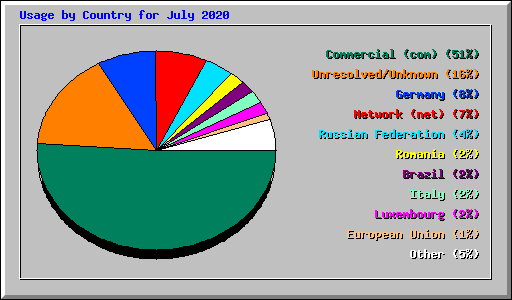 Usage by Country for July 2020
Commercial (com) (51%)
Unresolved/Unknown (16%)
Germany (8%)
Network (net) (7%)
Russian Federation (4%)
Romania (2%)
Brazil (2%)
Italy (2%)
Luxembourg (2%)
European Union (1%)
Other (5%)